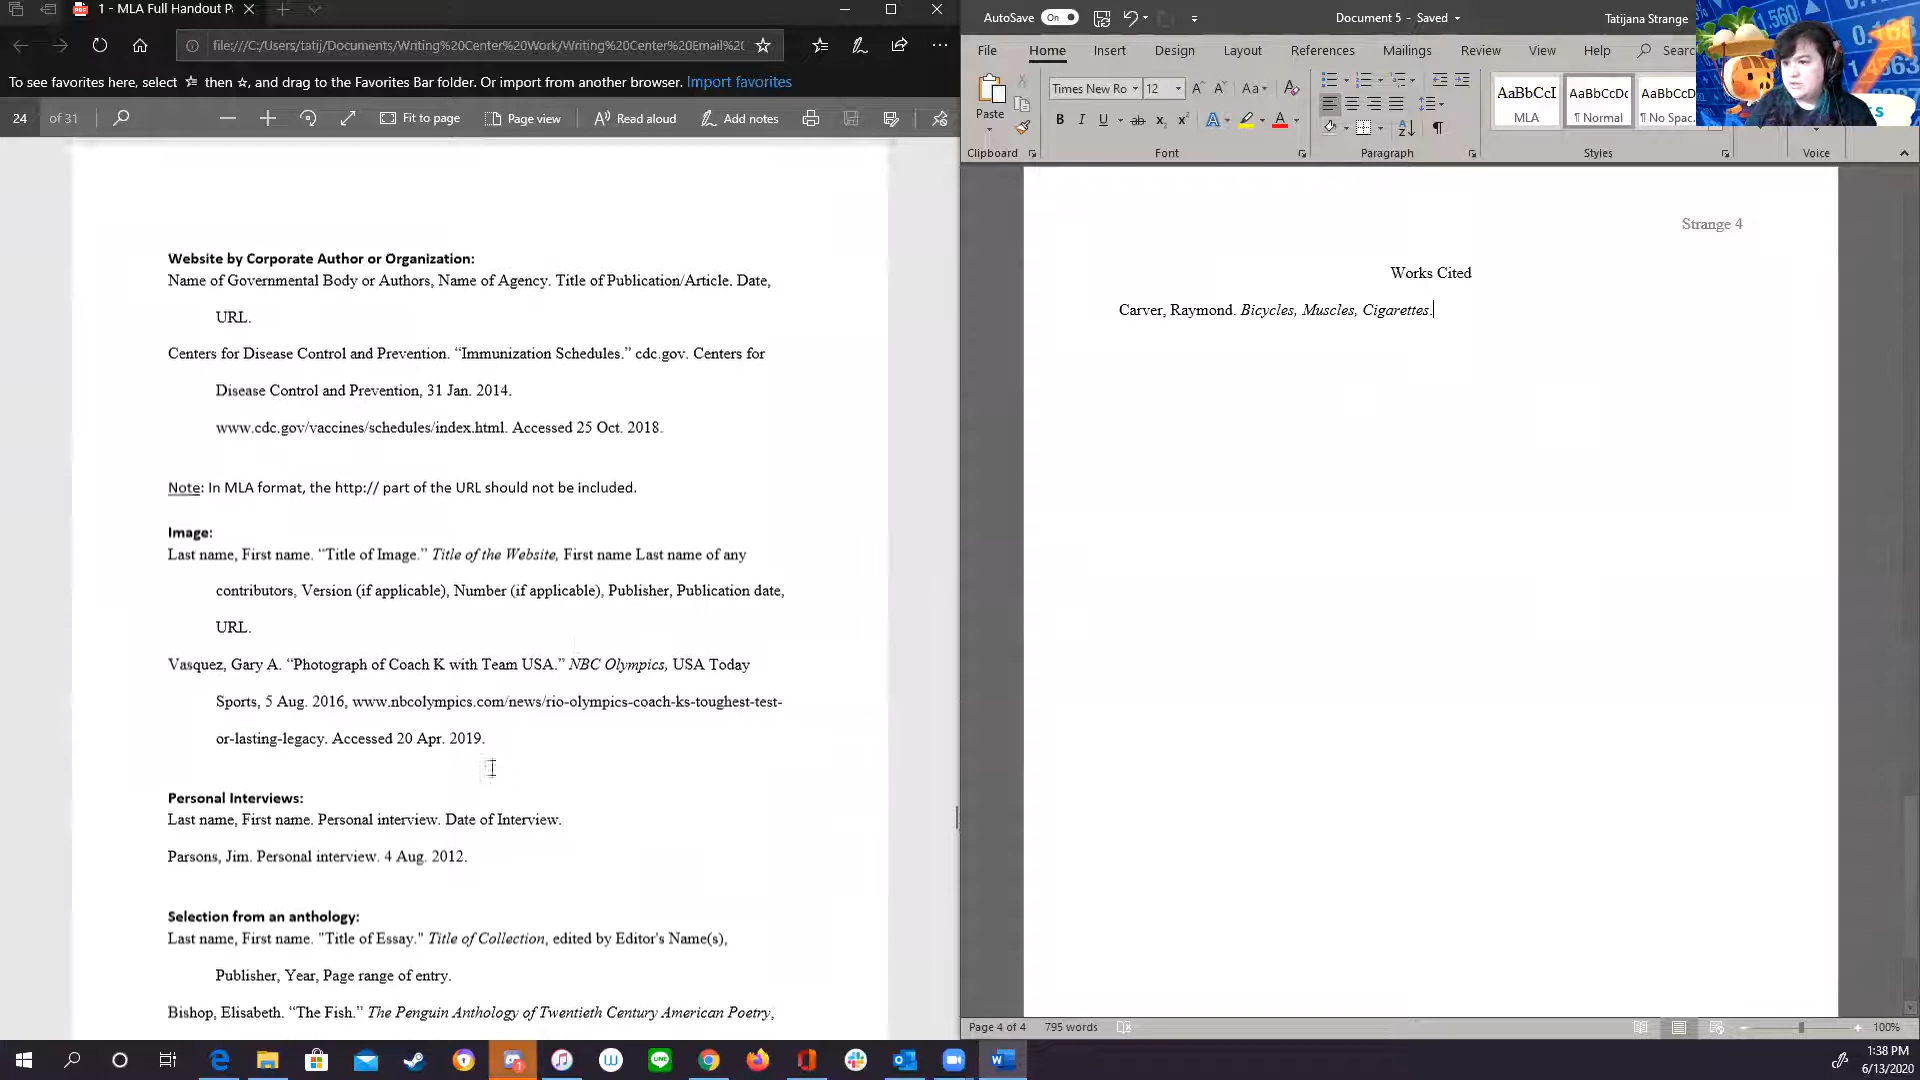 1 - MLA Full Handout P
file:///C:/Users/tatij/Documents/Writing%20Center%20Work/Writing%20Center%20Email%2
To see favorites here, select then ☆, and drag to the Favorites Bar folder. Or import from another browser. Import favorites
24 of 31 Fit to page Page view Read aloud Add notes
Website by Corporate Author or Organization:
Name of Governmental Body or Authors, Name of Agency. Title of Publication/Article. Date,
URL.
Centers for Disease Control and Prevention. “Immunization Schedules.” cdc.gov. Centers for
Disease Control and Prevention, 31 Jan. 2014.
www.cdc.gov/vaccines/schedules/index.html. Accessed 25 Oct. 2018.
Note: In MLA format, the http:// part of the URL should not be included.
Image:
Last name, First name. “Title of Image.” Title of the Website, First name Last name of any
contributors, Version (if applicable), Number (if applicable), Publisher, Publication date,
URL.
Vasquez, Gary A. “Photograph of Coach K with Team USA.” NBC Olympics, USA Today
Sports, 5 Aug. 2016, www.nbcolympics.com/news/rio-olympics-coach-ks-toughest-test-
or-lasting-legacy. Accessed 20 Apr. 2019.
Personal Interviews:
Last name, First name. Personal interview. Date of Interview.
Parsons, Jim. Personal interview. 4 Aug. 2012.
Selection from an anthology:
Last name, First name. "Title of Essay." Title of Collection, edited by Editor's Name(s),
Publisher, Year, Page range of entry.
Bishop, Elisabeth. “The Fish.” The Penguin Anthology of Twentieth Century American Poetry,
AutoSave On Document 5 - Saved Tatijana Strange
File Home Insert Design Layout References Mailings Review View Help Searc
Paste Times New Ro 12 Aa AaBbCcI AaBbCcDc AaBbCcD
B I U ab x₂ x² A A MLA ¶ Normal ¶ No Spac...
Clipboard Font Paragraph Styles Voice
Strange 4
Works Cited
Carver, Raymond. Bicycles, Muscles, Cigarettes.
Page 4 of 4 795 words 100%
1:38 PM
6/13/2020